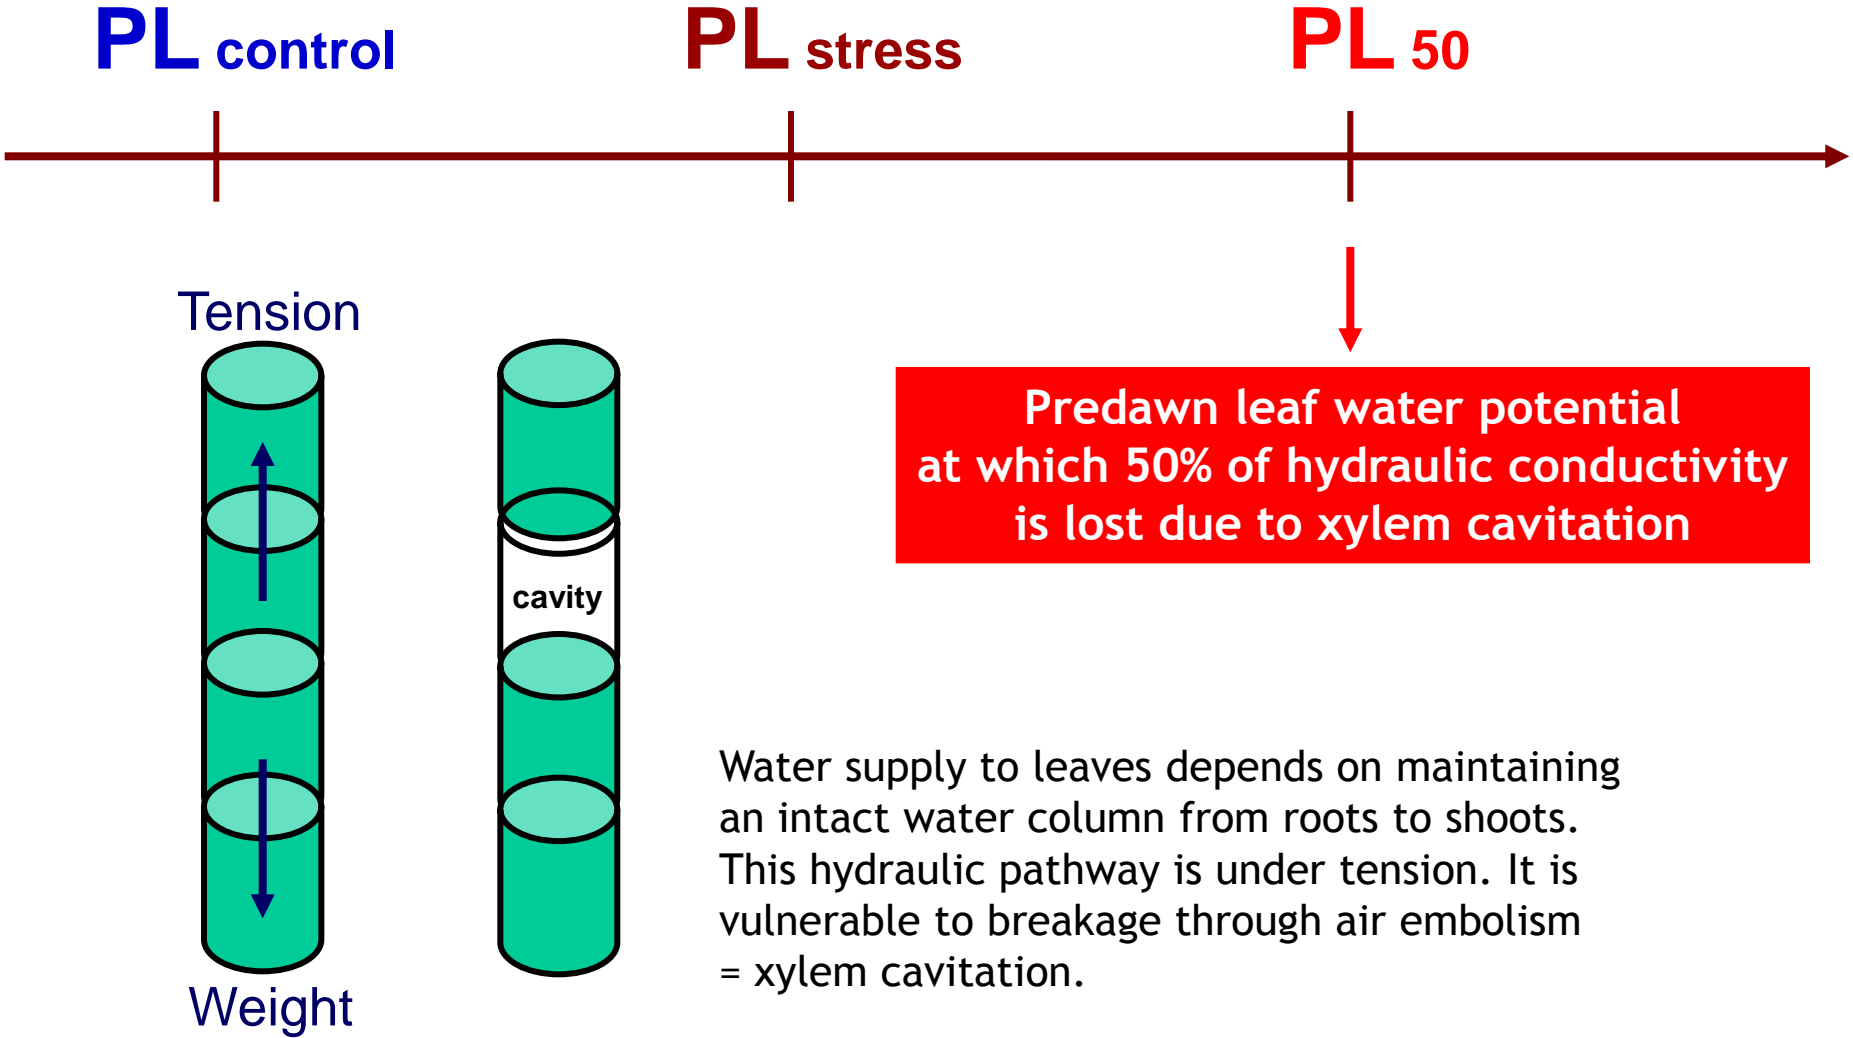 PL control
PL stress
PL 50
Tension
Predawn leaf water potential
at which 50% of hydraulic conductivity
is lost due to xylem cavitation
cavity
Water supply to leaves depends on maintaining
an intact water column from roots to shoots.
This hydraulic pathway is under tension. It is
vulnerable to breakage through air embolism
= xylem cavitation.
Weight